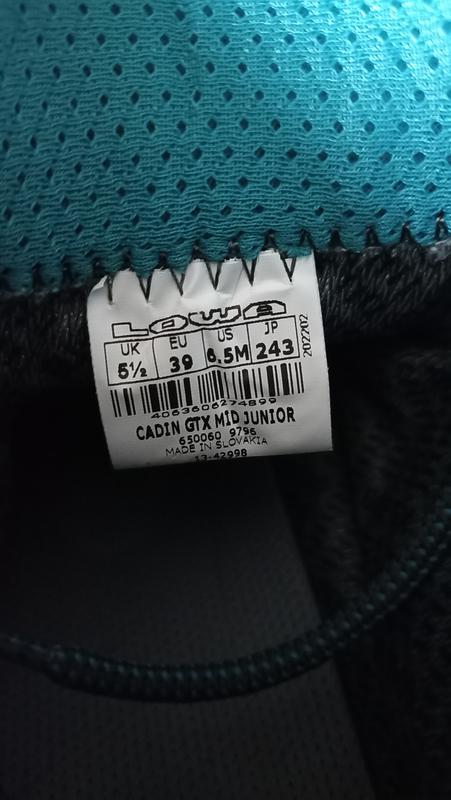 LOWA
UK EU US JP
5½ 39 6.5M 243
202202
4063606274899
CADIN GTX MID JUNIOR
650060 9796
MADE IN SLOVAKIA
13-42998